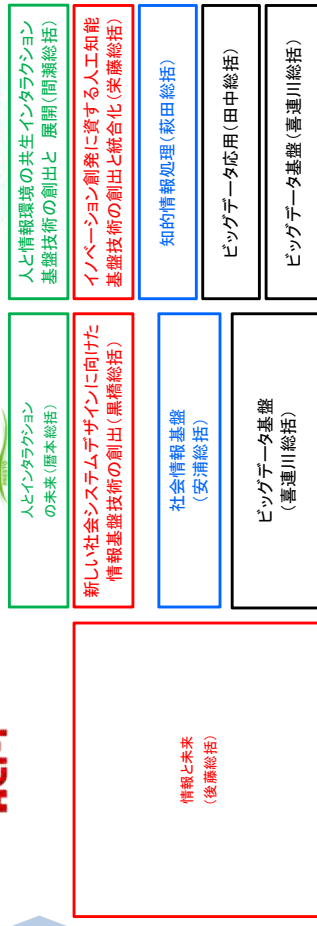 情報と未来
(後藤総括)
ビッグデータ基盤
(喜連川総括)
社会情報基盤
(安浦総括)
新しい社会システムデザインに向けた
情報基盤技術の創出(黒橋総括)
人とインタラクション
の未来(暦本総括)
ビッグデータ基盤(喜連川総括)
ビッグデータ応用(田中総括)
知的情報処理(萩田総括)
イノベーション創発に資する人工知能
基盤技術の創出と統合化(栄藤総括)
人と情報環境の共生インタラクション
基盤技術の創出と 展開(間瀬総括)